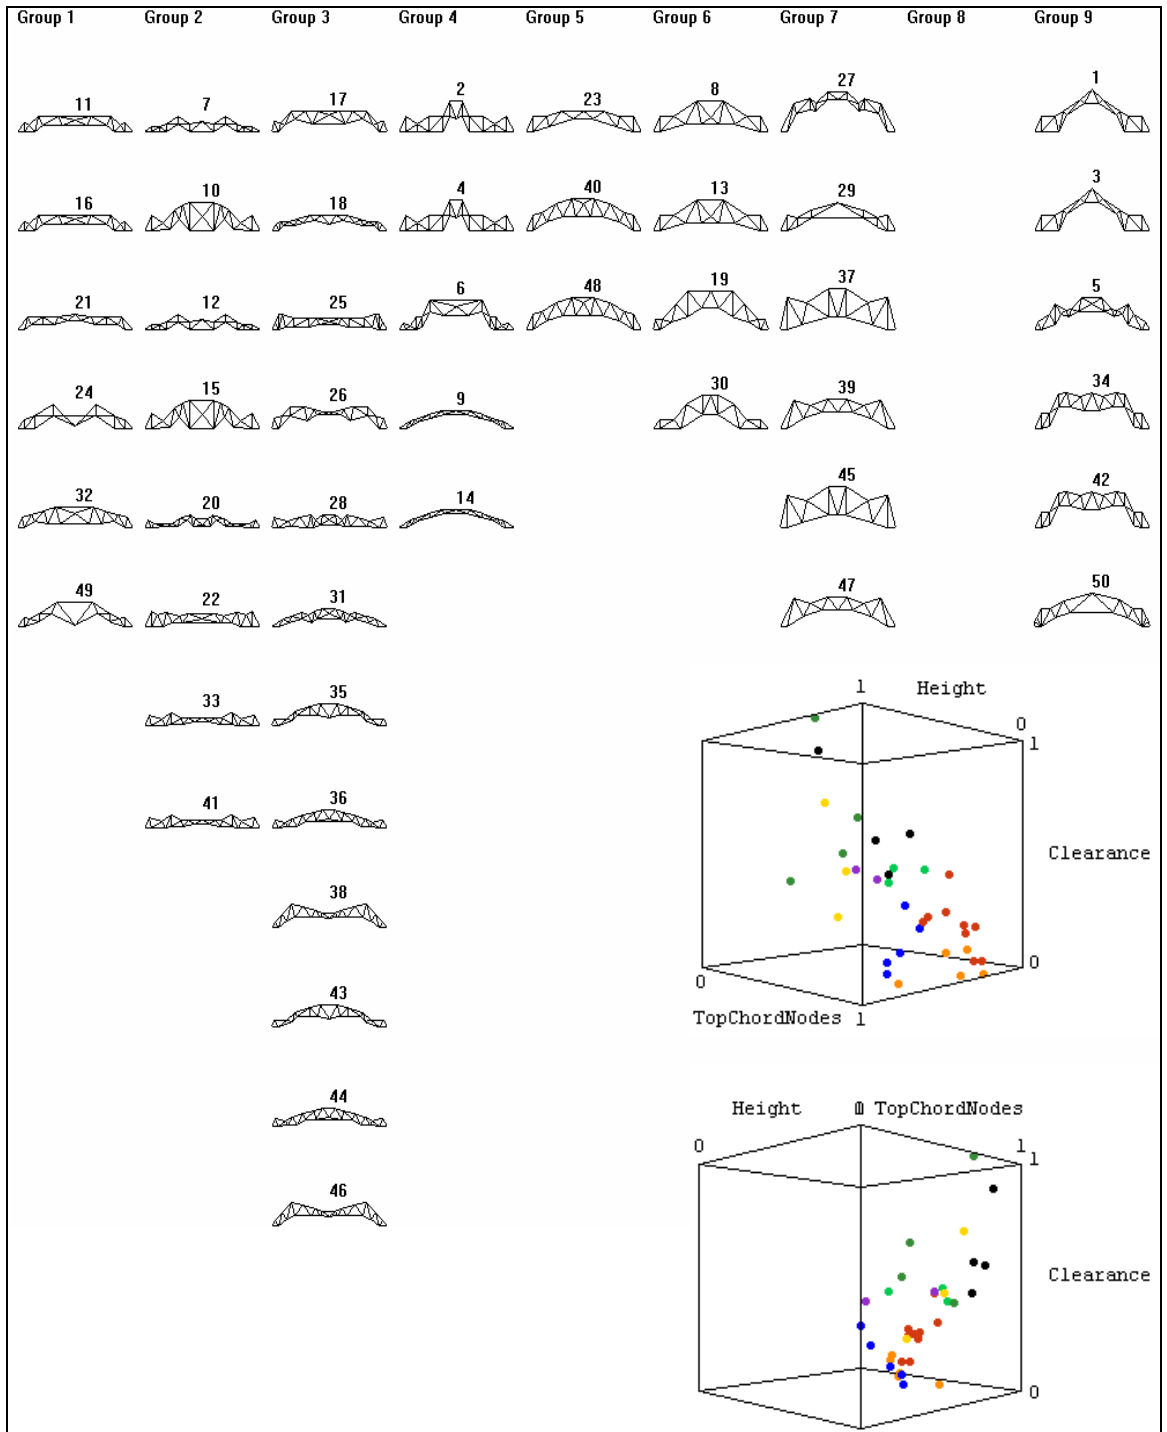 Group 1 Group 2 Group 3 Group 4 Group 5 Group 6 Group 7 Group 8 Group 9
11 7 17 2 23 8 27 1
16 10 18 4 40 13 29 3
21 12 25 6 48 19 37 5
24 15 26 9 30 39 34
32 20 28 14 45 42
49 22 31 47 50
33 35
41 36
38
43
44
46
1 Height
0
1
Clearance
0
0
TopChordNodes 1
Height 0 TopChordNodes
0 1
1
Clearance
0